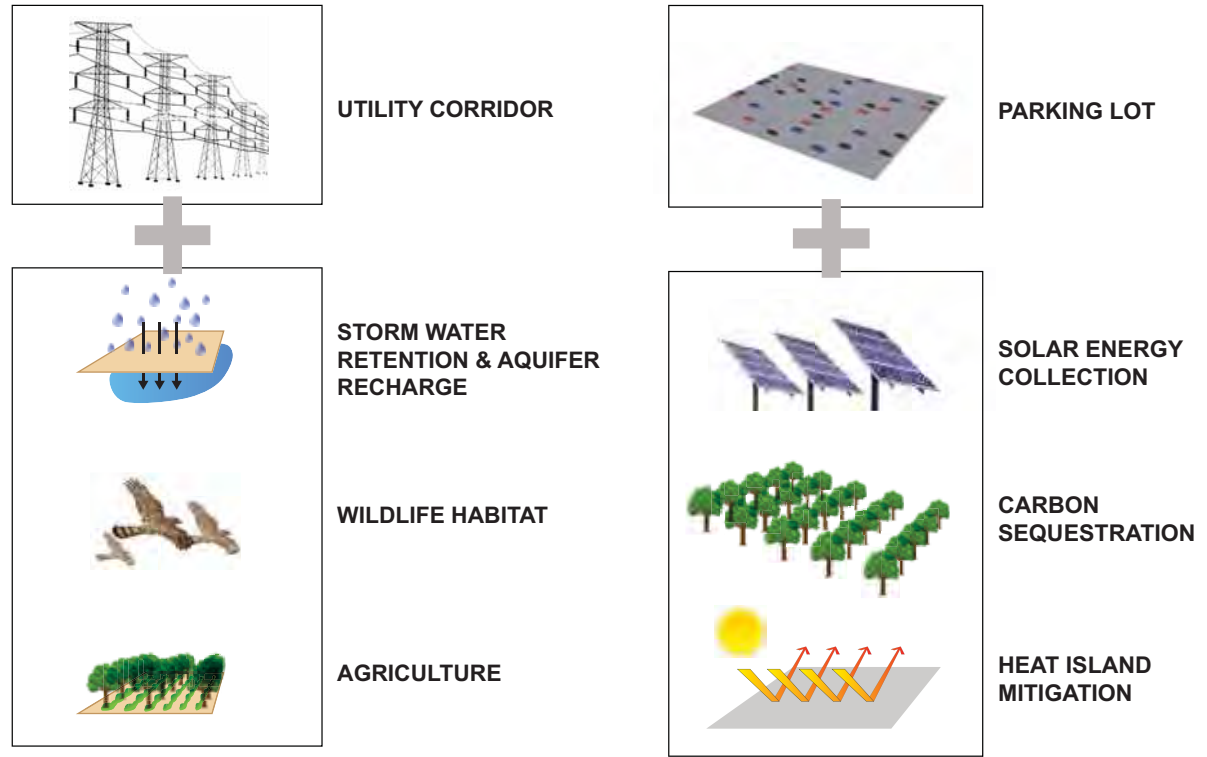 UTILITY CORRIDOR
STORM WATER
RETENTION & AQUIFER
RECHARGE
WILDLIFE HABITAT
AGRICULTURE
PARKING LOT
SOLAR ENERGY
COLLECTION
CARBON
SEQUESTRATION
HEAT ISLAND
MITIGATION